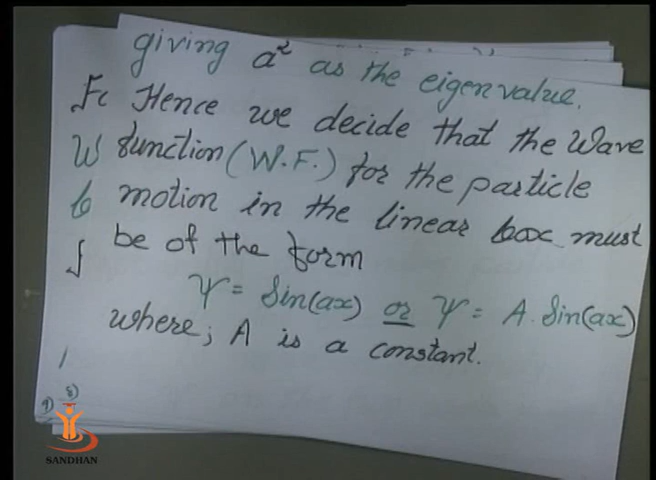 giving a² as the eigenvalue.
Hence we decide that the Wave
function (W.F.) for the particle
motion in the linear box must
be of the form
Ψ = Sin(ax) or Ψ = A. Sin(ax)
where; A is a constant.
SANDHAN